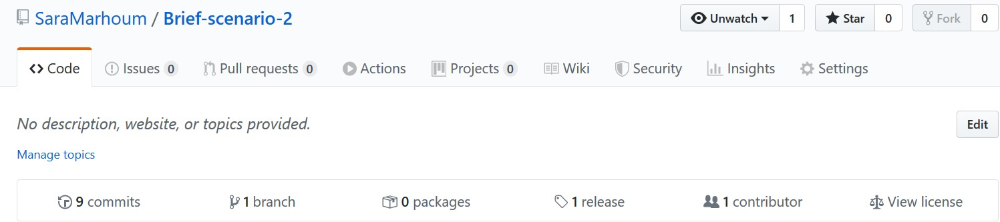 SaraMarhoum / Brief-scenario-2 Unwatch 1 Star 0 Fork 0
Code Issues 0 Pull requests 0 Actions Projects 0 Wiki Security Insights Settings
No description, website, or topics provided. Edit
Manage topics
9 commits 1 branch 0 packages 1 release 1 contributor View license